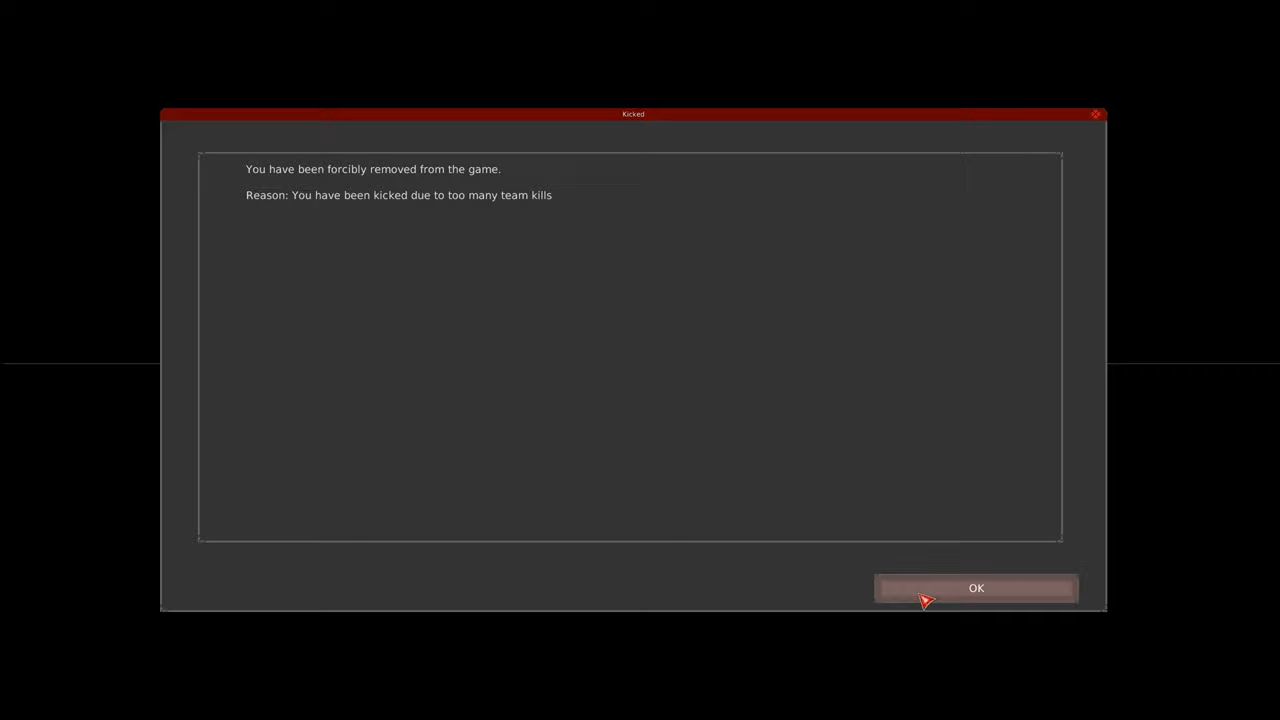 Kicked
You have been forcibly removed from the game.
Reason: You have been kicked due to too many team kills
OK